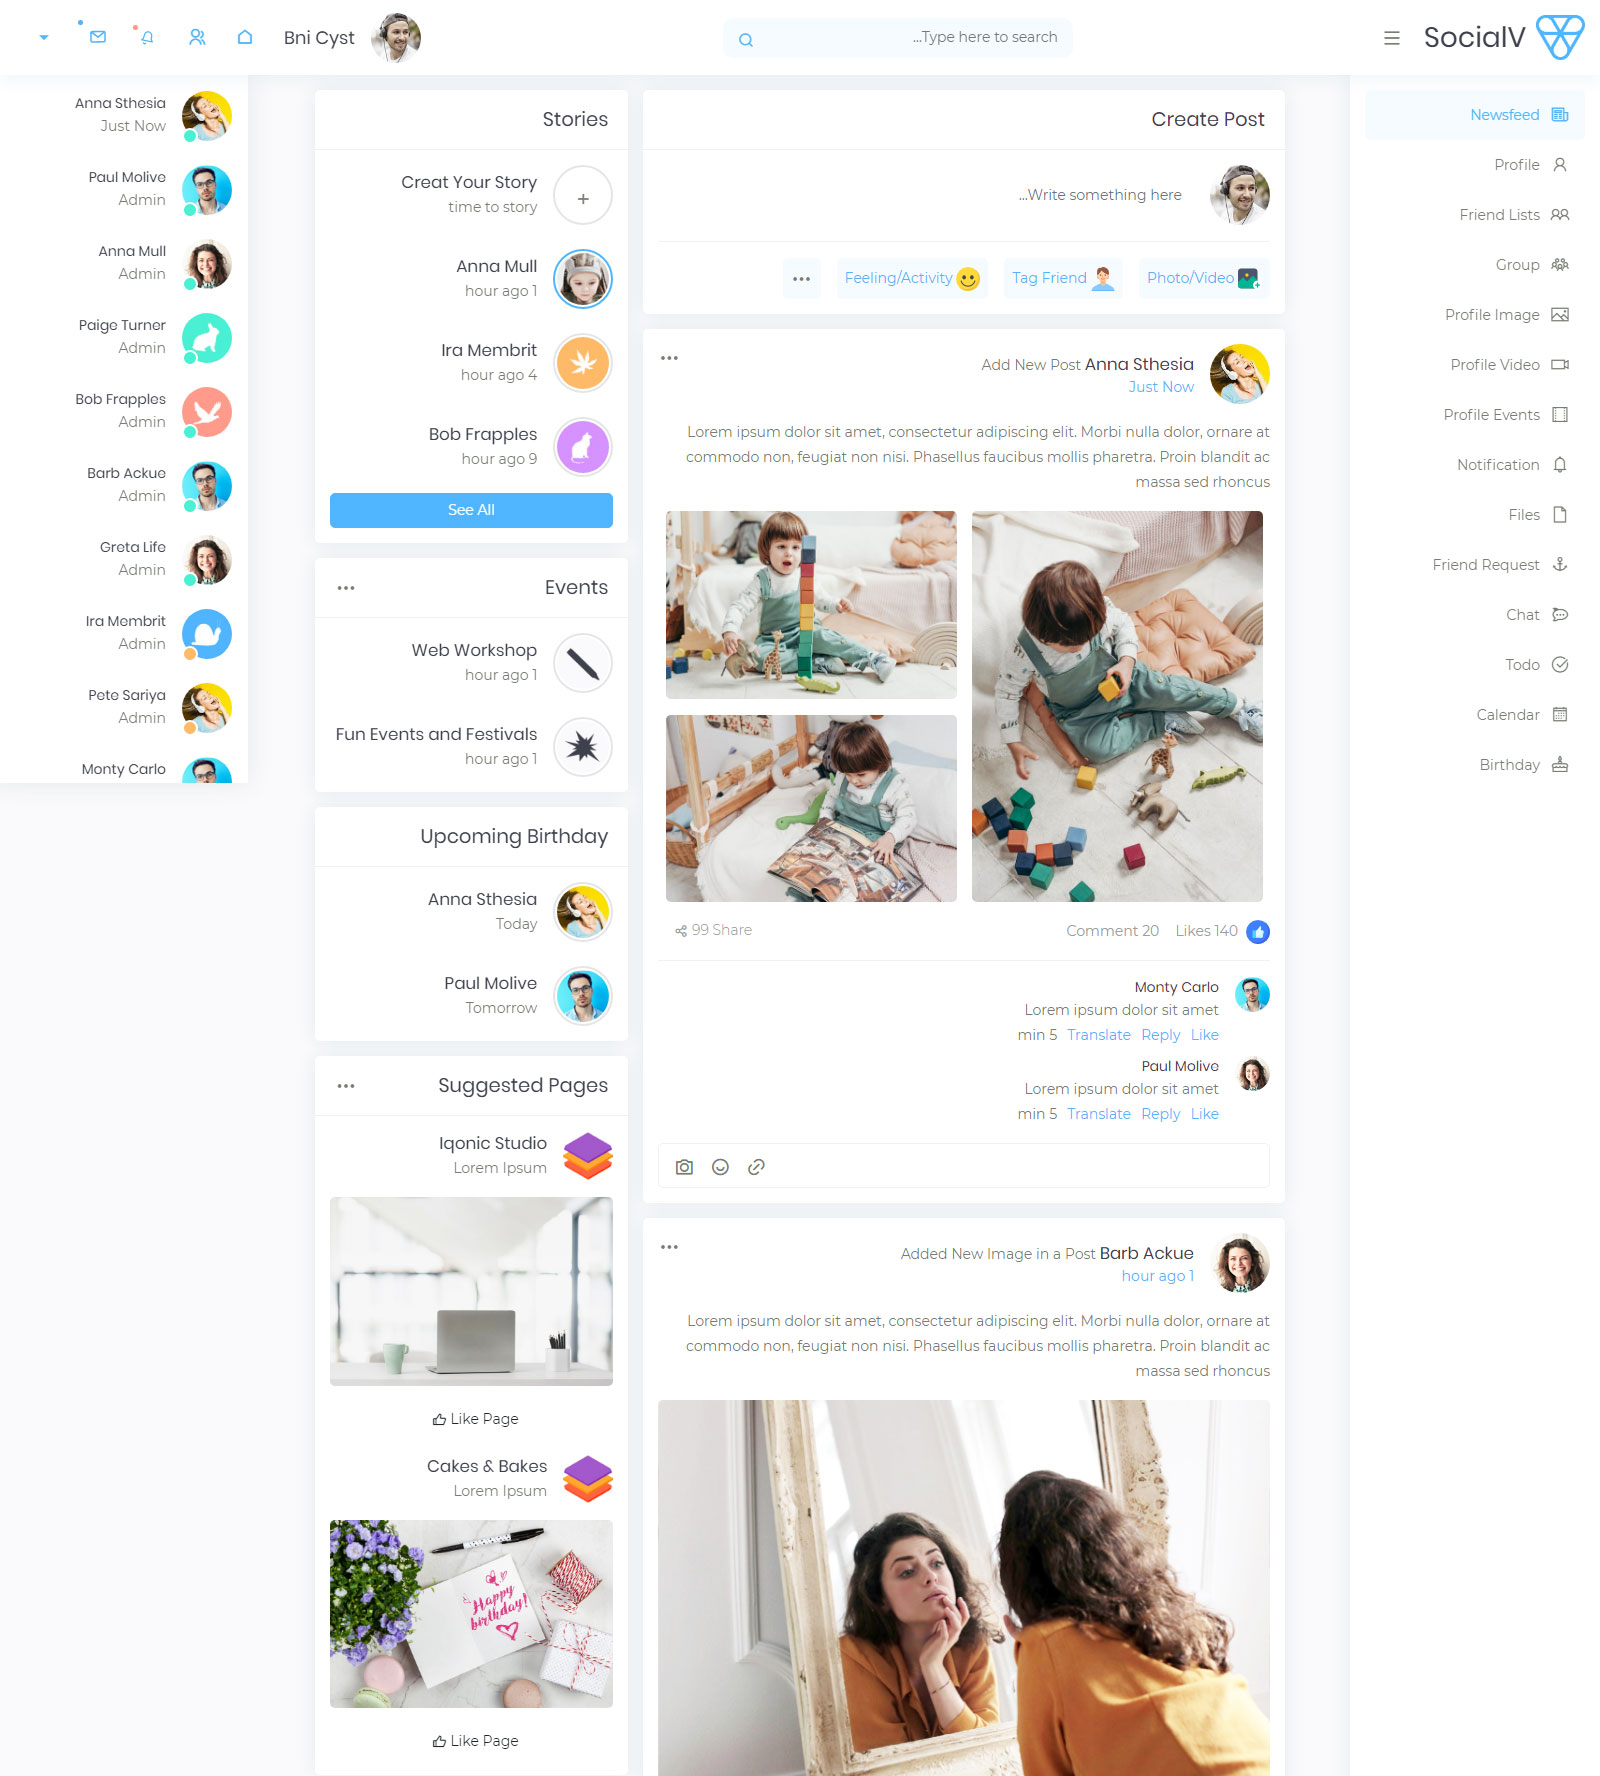 SocialV
...Type here to search
Bni Cyst
Newsfeed
Profile
Friend Lists
Group
Profile Image
Profile Video
Profile Events
Notification
Files
Friend Request
Chat
Todo
Calendar
Birthday
Create Post
...Write something here
Photo/Video
Tag Friend
Feeling/Activity
Add New Post Anna Sthesia
Just Now
Lorem ipsum dolor sit amet, consectetur adipiscing elit. Morbi nulla dolor, ornare at
commodo non, feugiat non nisi. Phasellus faucibus mollis pharetra. Proin blandit ac
massa sed rhoncus
Comment 20 Likes 140
99 Share
Monty Carlo
Lorem ipsum dolor sit amet
min 5 Translate Reply Like
Paul Molive
Lorem ipsum dolor sit amet
min 5 Translate Reply Like
Added New Image in a Post Barb Ackue
hour ago 1
Lorem ipsum dolor sit amet, consectetur adipiscing elit. Morbi nulla dolor, ornare at
commodo non, feugiat non nisi. Phasellus faucibus mollis pharetra. Proin blandit ac
massa sed rhoncus
Stories
Creat Your Story
time to story
Anna Mull
hour ago 1
Ira Membrit
hour ago 4
Bob Frapples
hour ago 9
See All
Events
Web Workshop
hour ago 1
Fun Events and Festivals
hour ago 1
Upcoming Birthday
Anna Sthesia
Today
Paul Molive
Tomorrow
Suggested Pages
Iqonic Studio
Lorem Ipsum
Like Page
Cakes & Bakes
Lorem Ipsum
Happy
birthday!
Like Page
Anna Sthesia
Just Now
Paul Molive
Admin
Anna Mull
Admin
Paige Turner
Admin
Bob Frapples
Admin
Barb Ackue
Admin
Greta Life
Admin
Ira Membrit
Admin
Pete Sariya
Admin
Monty Carlo